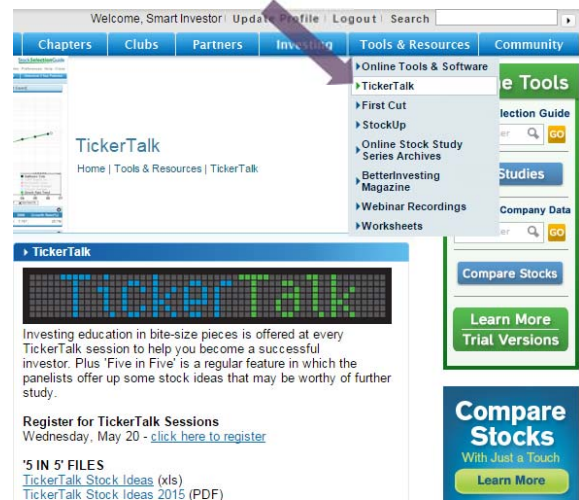 Welcome, Smart Investor | Update Profile | Logout | Search
Chapters Clubs Partners Investing Tools & Resources Community
Online Tools & Software
TickerTalk
First Cut
StockUp
Online Stock Study
Series Archives
BetterInvesting
Magazine
Webinar Recordings
Worksheets
TickerTalk
Home | Tools & Resources | TickerTalk
e Tools
lection Guide
GO
Studies
Company Data
GO
Compare Stocks
Learn More
Trial Versions
TickerTalk
TickerTalk
Investing education in bite-size pieces is offered at every
TickerTalk session to help you become a successful
investor. Plus 'Five in Five' is a regular feature in which the
panelists offer up some stock ideas that may be worthy of further
study.
Register for TickerTalk Sessions
Wednesday, May 20 - click here to register
'5 IN 5' FILES
TickerTalk Stock Ideas (xls)
TickerTalk Stock Ideas 2015 (PDF)
Compare
Stocks
With Just a Touch
Learn More